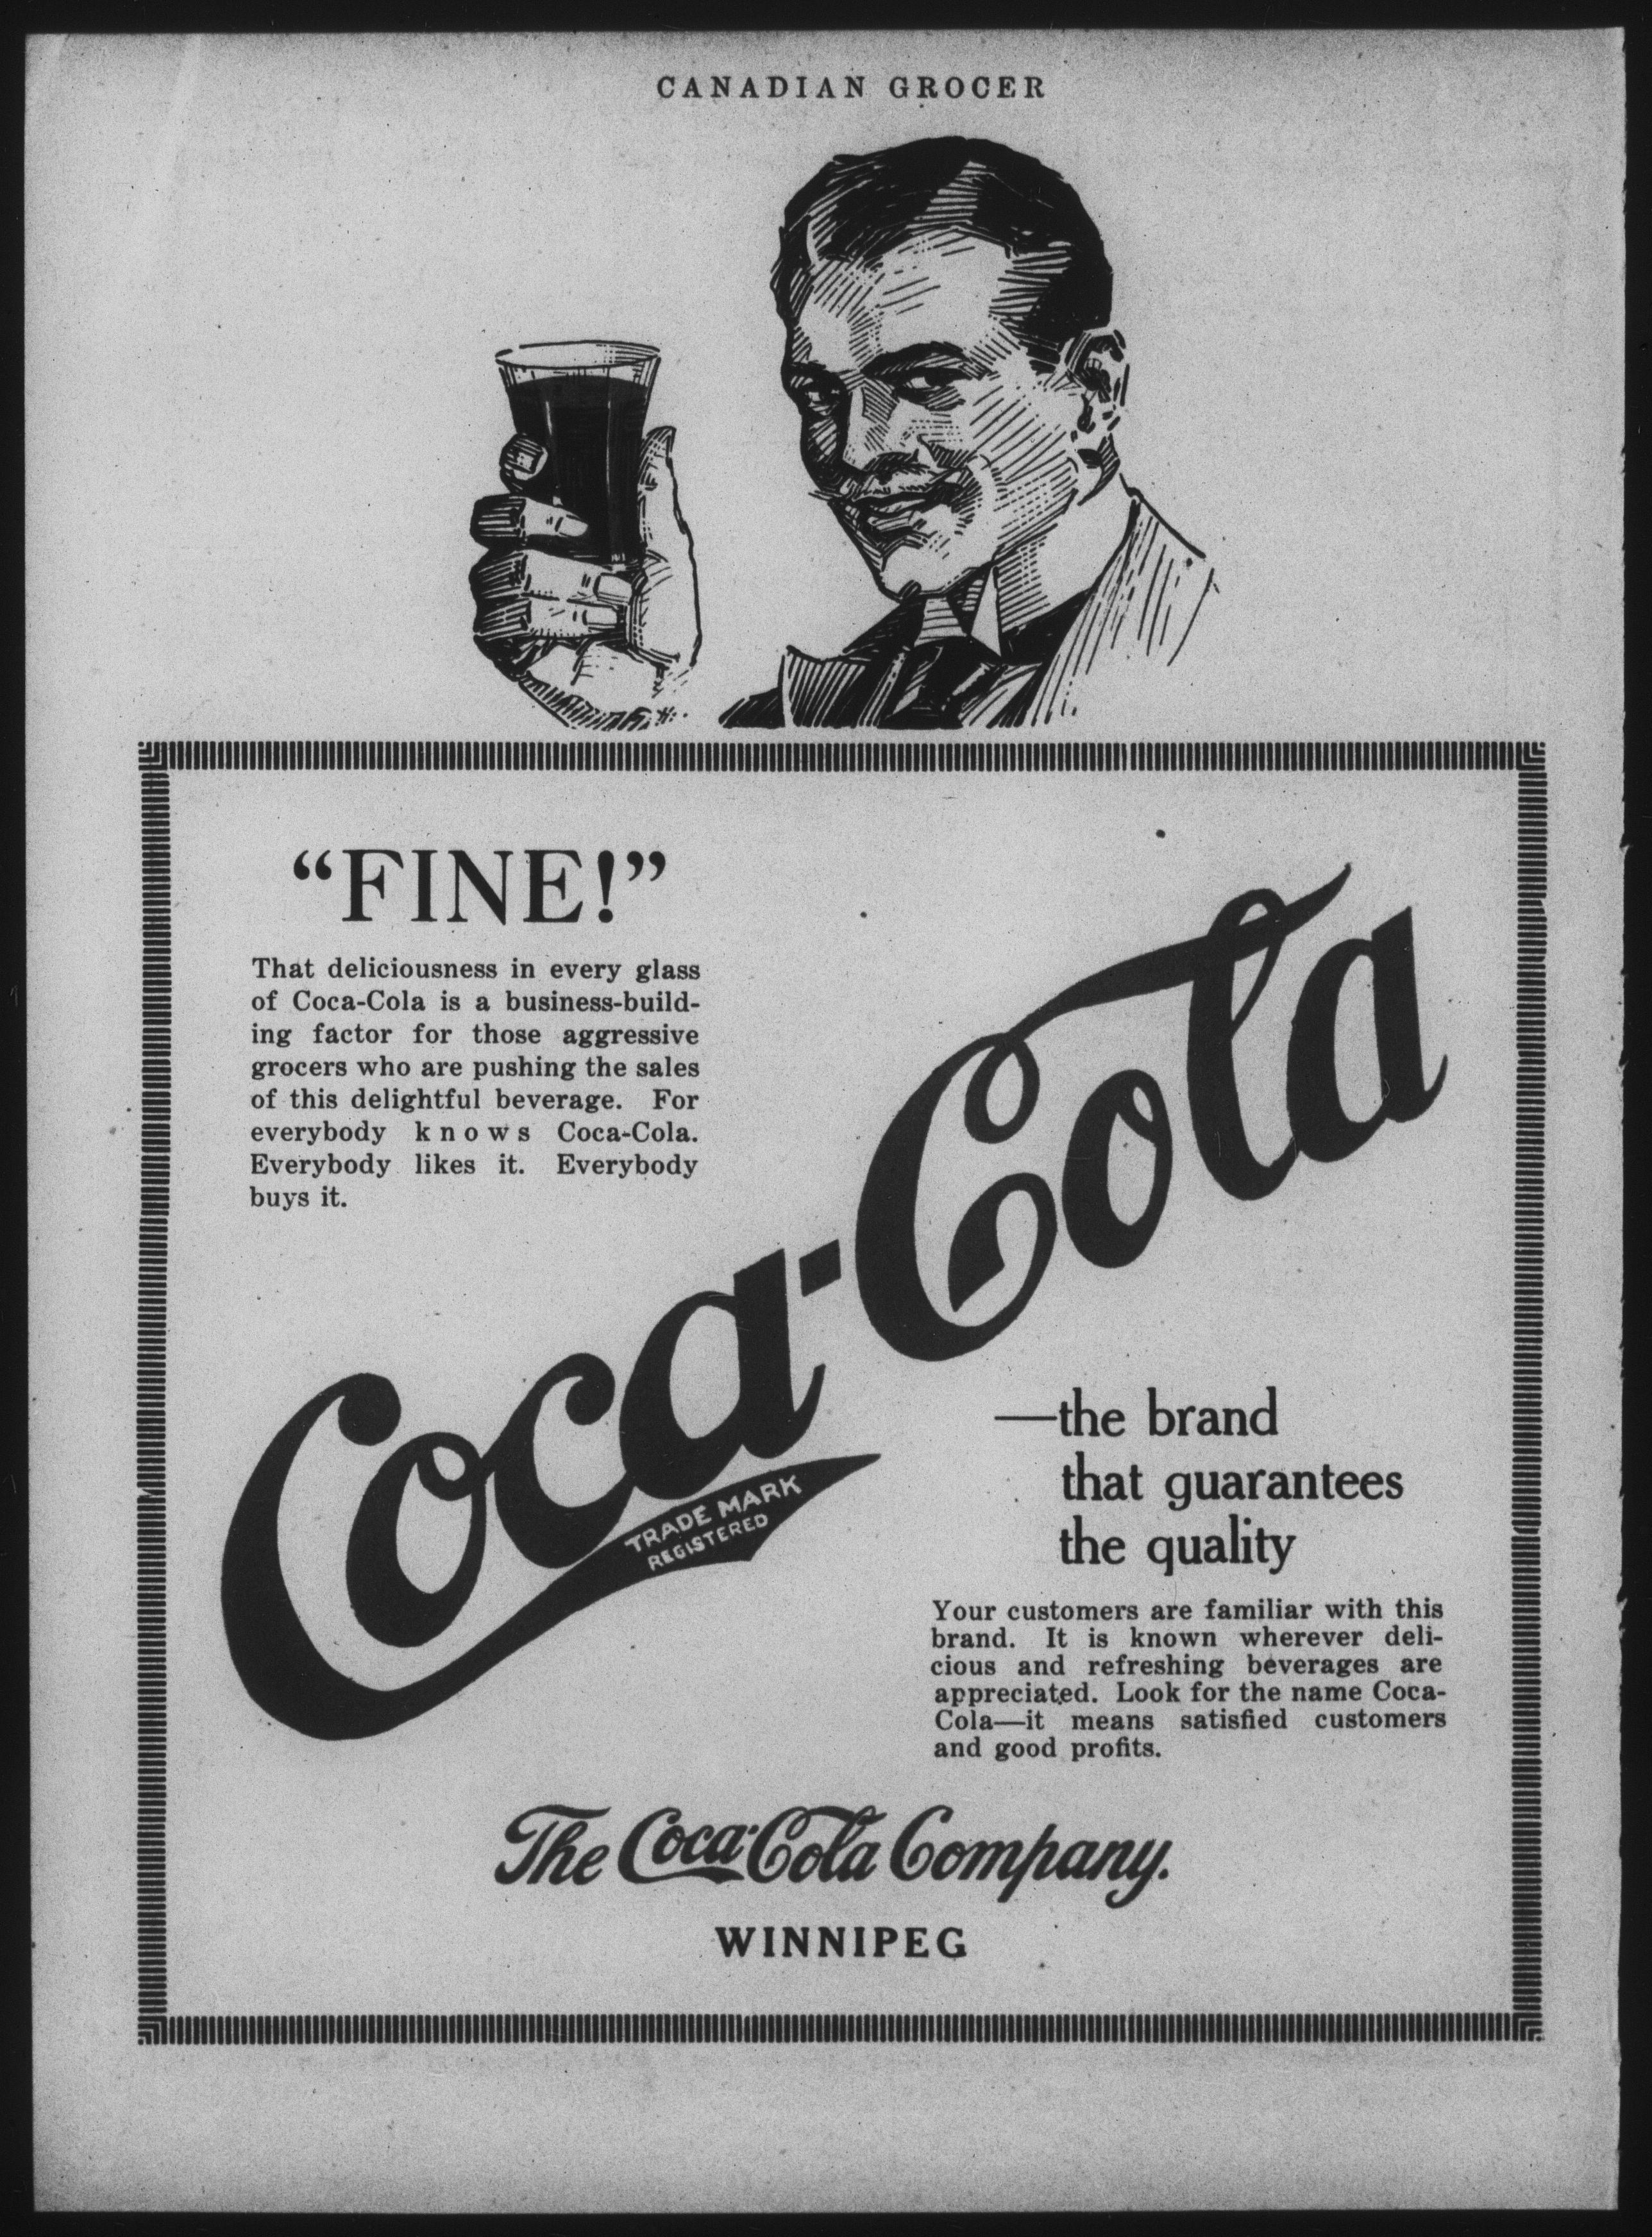 CANADIAN GROCER
“FINE!”
That deliciousness in every glass
of Coca-Cola is a business-build-
ing factor for those aggressive
grocers who are pushing the sales
of this delightful beverage. For
everybody knows Coca-Cola.
Everybody likes it. Everybody
buys it.
Coca-Cola
TRADE MARK
REGISTERED
—the brand
that guarantees
the quality
Your customers are familiar with this
brand. It is known wherever deli-
cious and refreshing beverages are
appreciated. Look for the name Coca-
Cola—it means satisfied customers
and good profits.
The Coca-Cola Company.
WINNIPEG